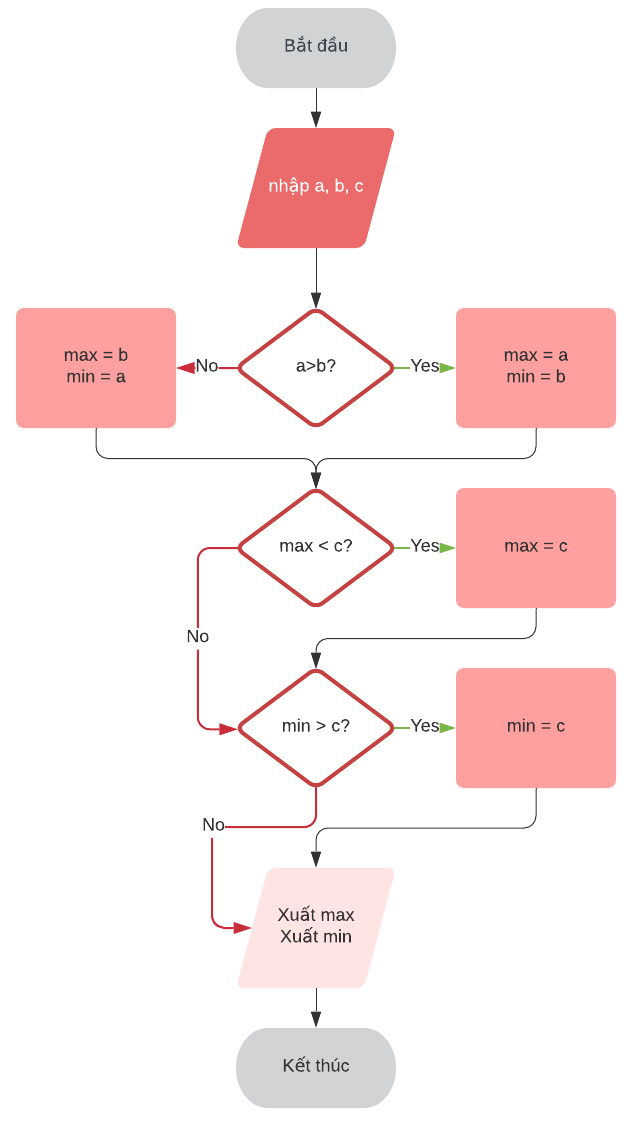 Bắt đầu
nhập a, b, c
a>b?
No
Yes
max = b
min = a
max = a
min = b
max < c?
Yes
max = c
No
min > c?
Yes
min = c
No
Xuất max
Xuất min
Kết thúc